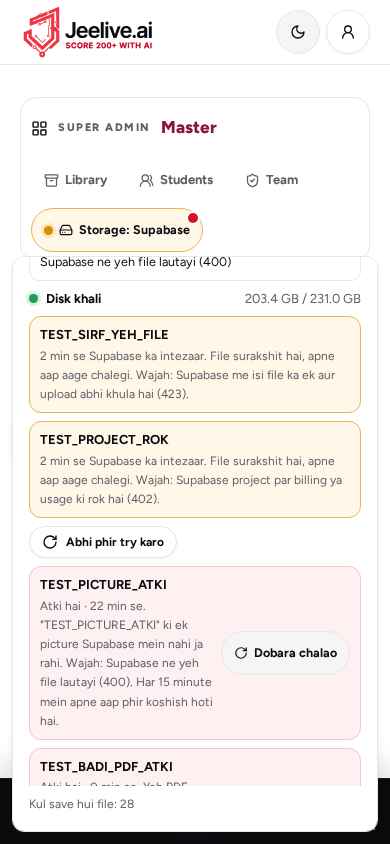 Jeelive.ai
SCORE 200+ WITH AI
SUPER ADMIN Master
Library Students Team
Storage: Supabase
Supabase ne yeh file lautayi (400)
Disk khali 203.4 GB / 231.0 GB
TEST_SIRF_YEH_FILE
2 min se Supabase ka intezaar. File surakshit hai, apne
aap aage chalegi. Wajah: Supabase me isi file ka ek aur
upload abhi khula hai (423).
TEST_PROJECT_ROK
2 min se Supabase ka intezaar. File surakshit hai, apne
aap aage chalegi. Wajah: Supabase project par billing ya
usage ki rok hai (402).
Abhi phir try karo
TEST_PICTURE_ATKI
Atki hai · 22 min se.
"TEST_PICTURE_ATKI" ki ek
picture Supabase mein nahi ja
rahi. Wajah: Supabase ne yeh
file lautayi (400). Har 15 minute
mein apne aap phir koshish hoti
hai.
Dobara chalao
TEST_BADI_PDF_ATKI
Kul save hui file: 28